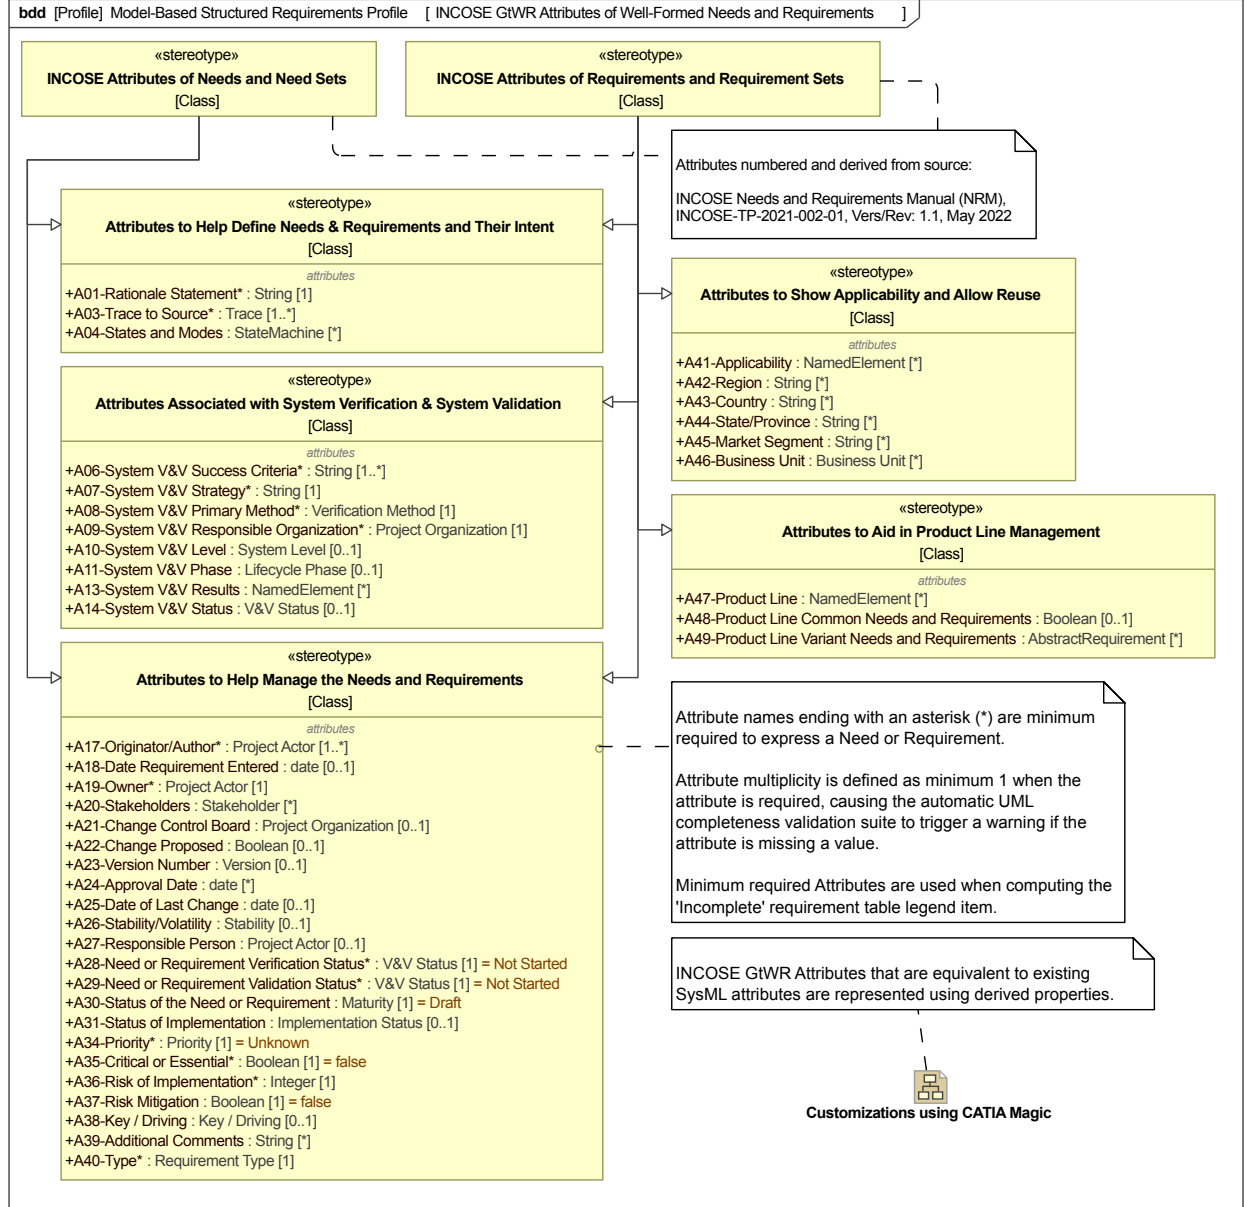 bdd [Profile] Model-Based Structured Requirements Profile [ INCOSE GtWR Attributes of Well-Formed Needs and Requirements ]
«stereotype»
INCOSE Attributes of Needs and Need Sets
[Class]
«stereotype»
INCOSE Attributes of Requirements and Requirement Sets
[Class]
Attributes numbered and derived from source:
INCOSE Needs and Requirements Manual (NRM),
INCOSE-TP-2021-002-01, Vers/Rev: 1.1, May 2022
«stereotype»
Attributes to Help Define Needs & Requirements and Their Intent
[Class]
attributes
+A01-Rationale Statement* : String [1]
+A03-Trace to Source* : Trace [1..*]
+A04-States and Modes : StateMachine [*]
«stereotype»
Attributes to Show Applicability and Allow Reuse
[Class]
attributes
+A41-Applicability : NamedElement [*]
+A42-Region : String [*]
+A43-Country : String [*]
+A44-State/Province : String [*]
+A45-Market Segment : String [*]
+A46-Business Unit : Business Unit [*]
«stereotype»
Attributes Associated with System Verification & System Validation
[Class]
attributes
+A06-System V&V Success Criteria* : String [1..*]
+A07-System V&V Strategy* : String [1]
+A08-System V&V Primary Method* : Verification Method [1]
+A09-System V&V Responsible Organization* : Project Organization [1]
+A10-System V&V Level : System Level [0..1]
+A11-System V&V Phase : Lifecycle Phase [0..1]
+A13-System V&V Results : NamedElement [*]
+A14-System V&V Status : V&V Status [0..1]
«stereotype»
Attributes to Aid in Product Line Management
[Class]
attributes
+A47-Product Line : NamedElement [*]
+A48-Product Line Common Needs and Requirements : Boolean [0..1]
+A49-Product Line Variant Needs and Requirements : AbstractRequirement [*]
«stereotype»
Attributes to Help Manage the Needs and Requirements
[Class]
attributes
+A17-Originator/Author* : Project Actor [1..*]
+A18-Date Requirement Entered : date [0..1]
+A19-Owner* : Project Actor [1]
+A20-Stakeholders : Stakeholder [*]
+A21-Change Control Board : Project Organization [0..1]
+A22-Change Proposed : Boolean [0..1]
+A23-Version Number : Version [0..1]
+A24-Approval Date : date [*]
+A25-Date of Last Change : date [0..1]
+A26-Stability/Volatility : Stability [0..1]
+A27-Responsible Person : Project Actor [0..1]
+A28-Need or Requirement Verification Status* : V&V Status [1] = Not Started
+A29-Need or Requirement Validation Status* : V&V Status [1] = Not Started
+A30-Status of the Need or Requirement : Maturity [1] = Draft
+A31-Status of Implementation : Implementation Status [0..1]
+A34-Priority* : Priority [1] = Unknown
+A35-Critical or Essential* : Boolean [1] = false
+A36-Risk of Implementation* : Integer [1]
+A37-Risk Mitigation : Boolean [1] = false
+A38-Key / Driving : Key / Driving [0..1]
+A39-Additional Comments : String [*]
+A40-Type* : Requirement Type [1]
Attribute names ending with an asterisk (*) are minimum
required to express a Need or Requirement.
Attribute multiplicity is defined as minimum 1 when the
attribute is required, causing the automatic UML
completeness validation suite to trigger a warning if the
attribute is missing a value.
Minimum required Attributes are used when computing the
'Incomplete' requirement table legend item.
INCOSE GtWR Attributes that are equivalent to existing
SysML attributes are represented using derived properties.
Customizations using CATIA Magic